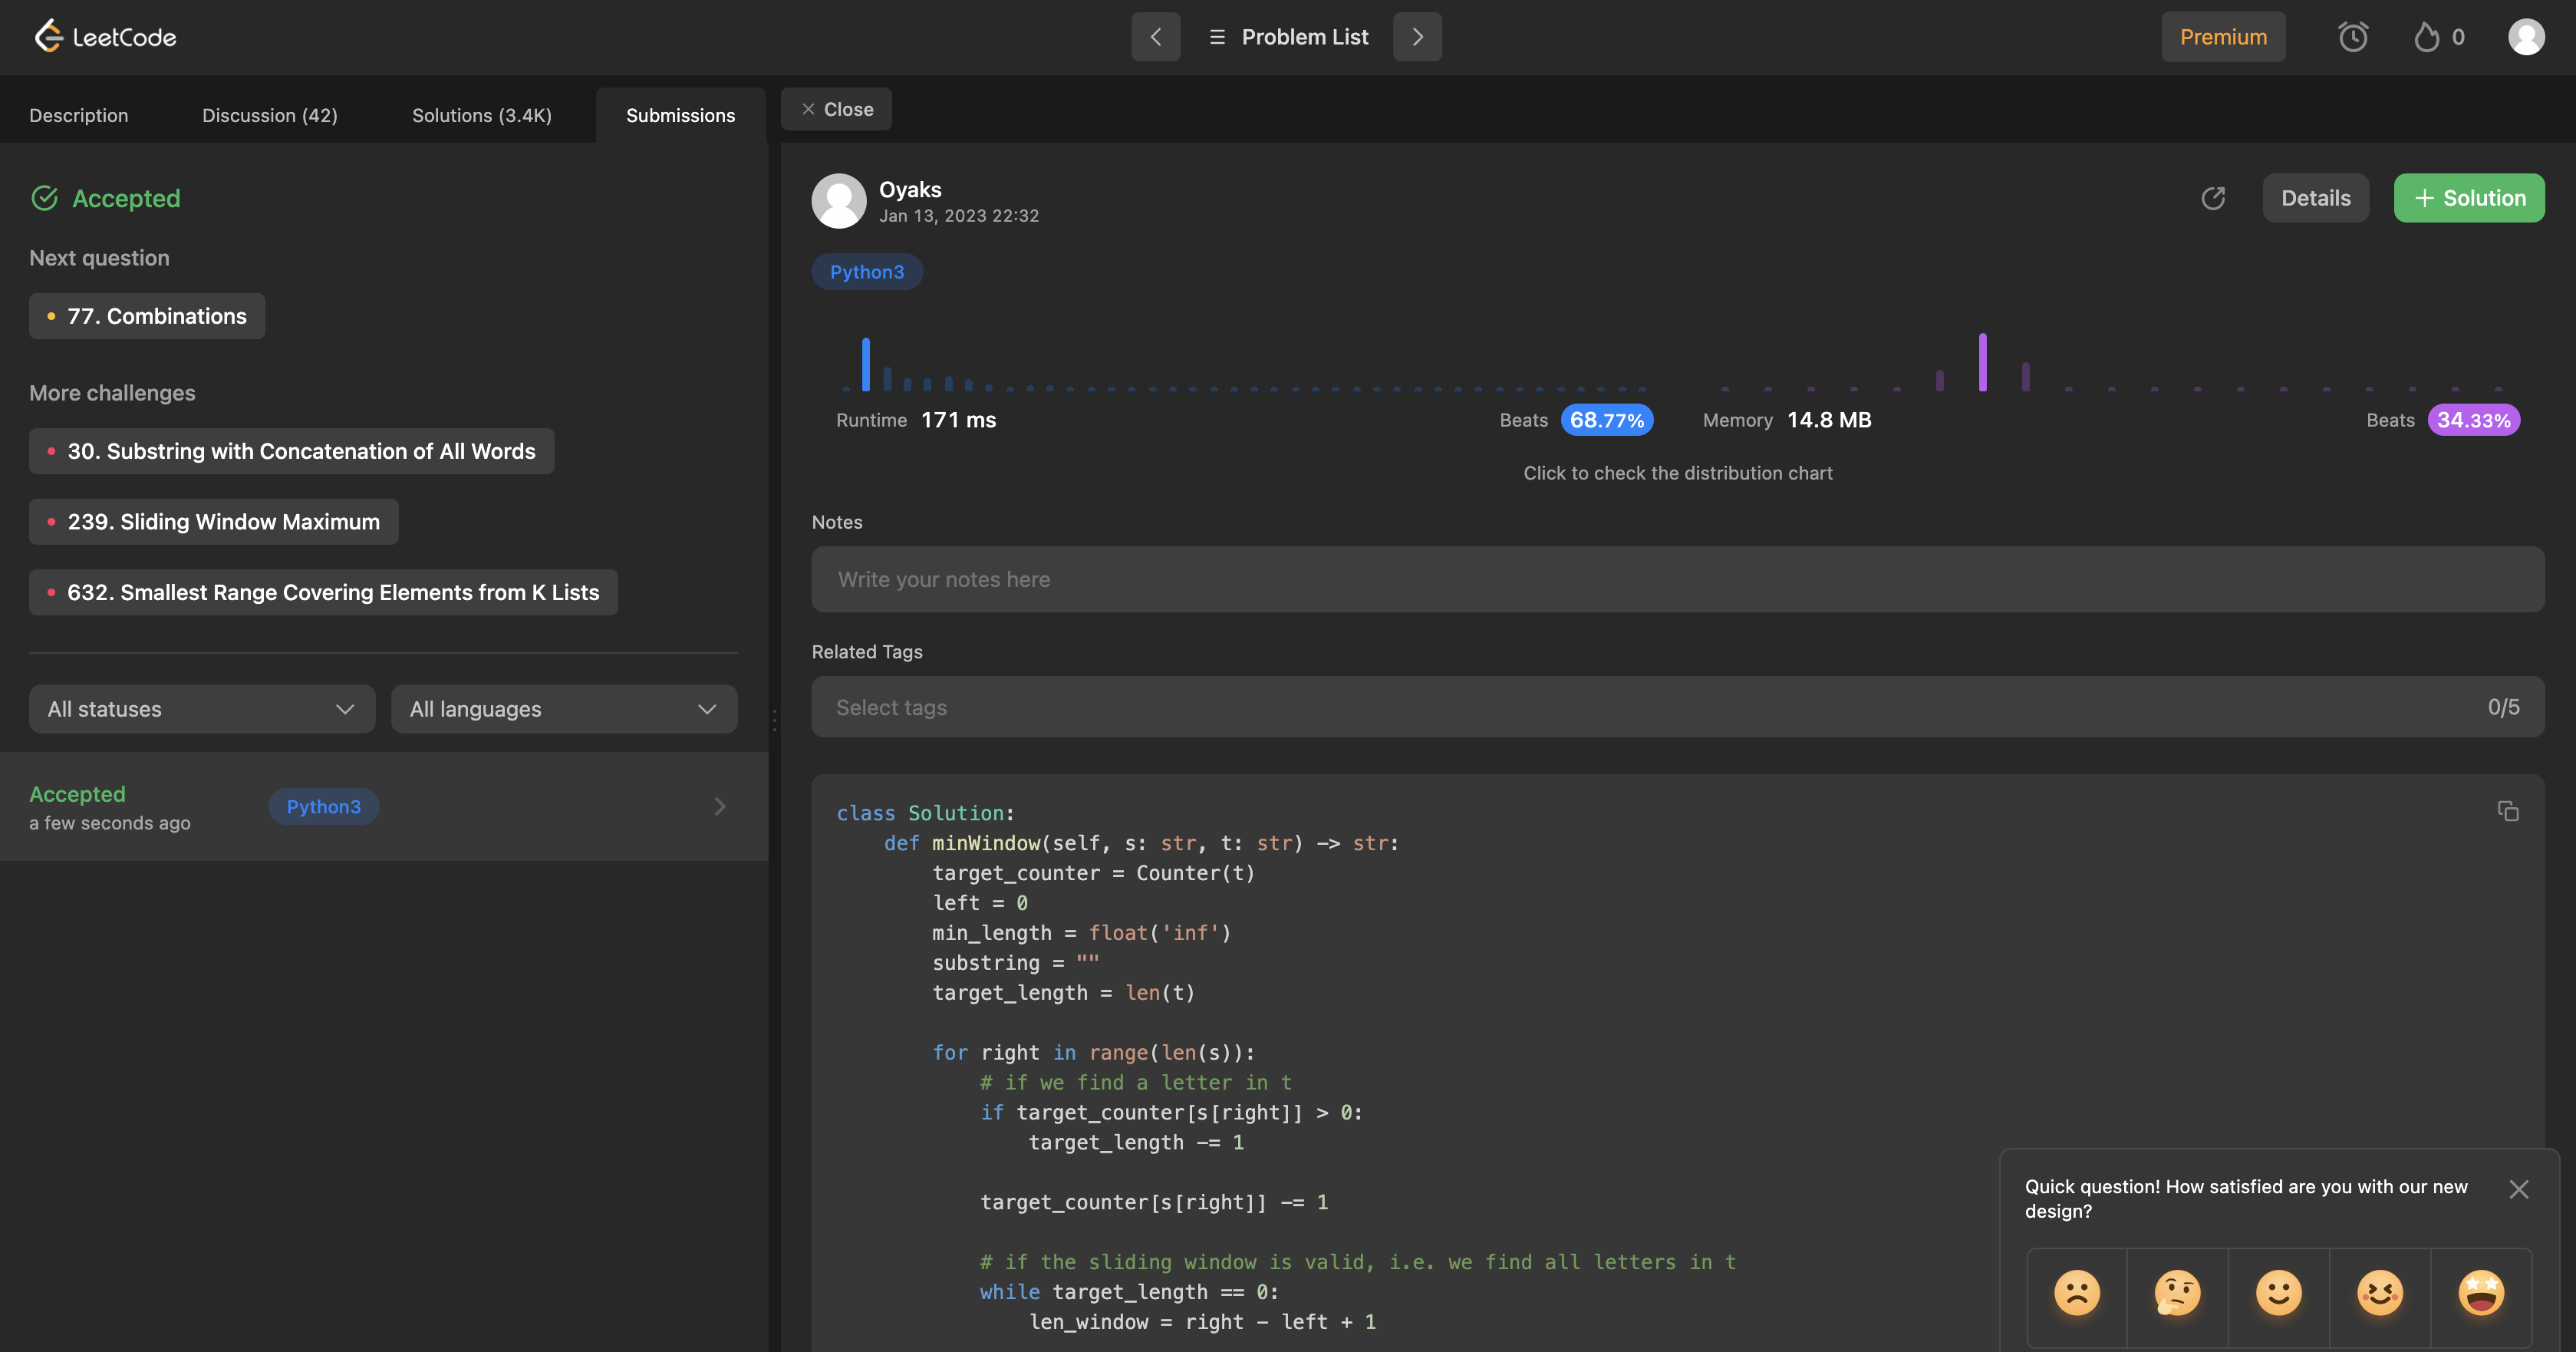 LeetCode
Problem List
Premium
0
Description
Discussion (42)
Solutions (3.4K)
Submissions
Close
Accepted
Next question
77. Combinations
More challenges
30. Substring with Concatenation of All Words
239. Sliding Window Maximum
632. Smallest Range Covering Elements from K Lists
All statuses
All languages
Accepted
a few seconds ago
Python3
Oyaks
Jan 13, 2023 22:32
Details
+ Solution
Python3
Runtime 171 ms
Beats 68.77%
Memory 14.8 MB
Beats 34.33%
Click to check the distribution chart
Notes
Write your notes here
Related Tags
Select tags
0/5
class Solution:
    def minWindow(self, s: str, t: str) -> str:
        target_counter = Counter(t)
        left = 0
        min_length = float('inf')
        substring = ""
        target_length = len(t)
        for right in range(len(s)):
            # if we find a letter in t
            if target_counter[s[right]] > 0:
                target_length -= 1
            target_counter[s[right]] -= 1
            # if the sliding window is valid, i.e. we find all letters in t
            while target_length == 0:
                len_window = right - left + 1
Quick question! How satisfied are you with our new
design?